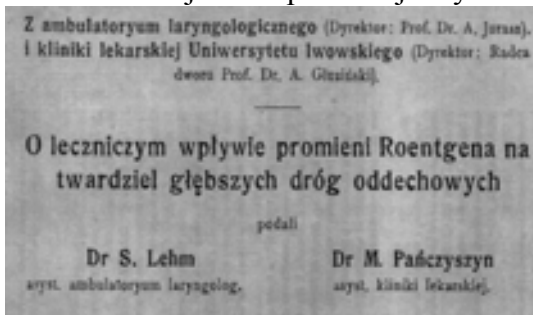 Z ambulatoryum laryngologicznego (Dyrektor: Prof. Dr. A. Jurasz).
i kliniki lekarskiej Uniwersytetu lwowskiego (Dyrektor: Radca
dworu Prof. Dr. A. Gluziński).
O leczniczym wpływie promieni Roentgena na
twardziel głębszych dróg oddechowych
podali
Dr S. Lehm
Dr M. Pańczyszyn
asyst. ambulatoryum laryngolog.
asyst. kliniki lekarskiej.